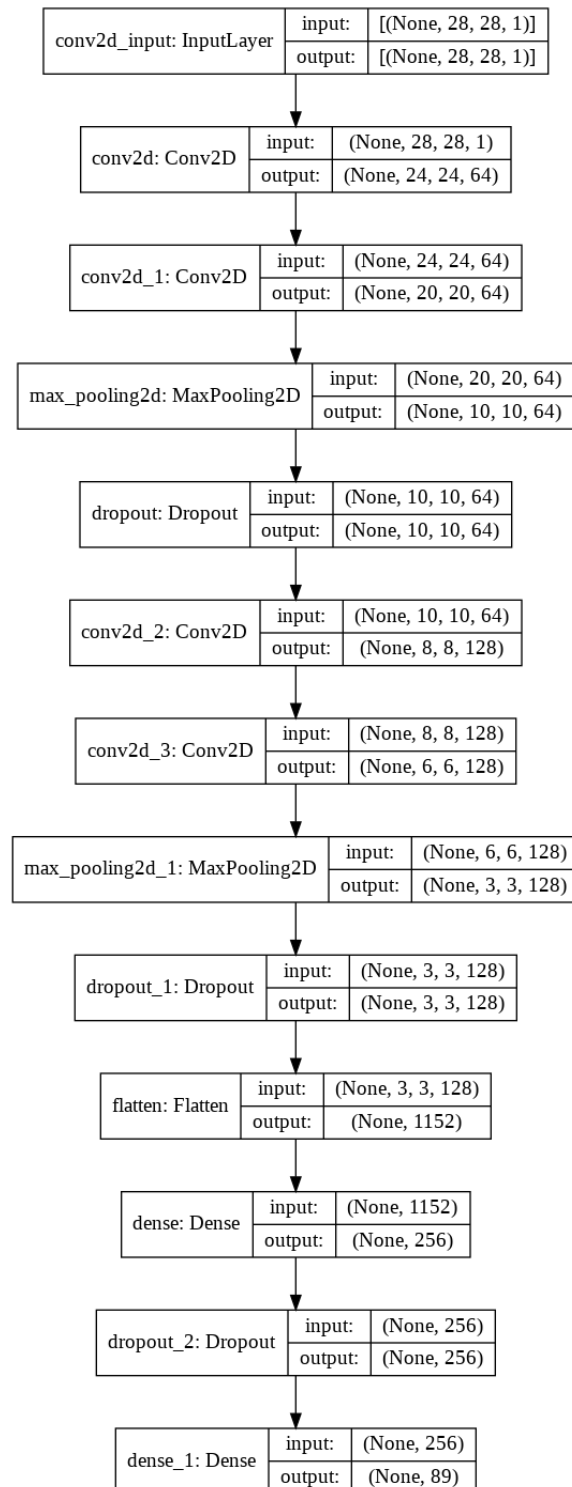 conv2d_input: InputLayer
input: [(None, 28, 28, 1)]
output: [(None, 28, 28, 1)]
conv2d: Conv2D
input: (None, 28, 28, 1)
output: (None, 24, 24, 64)
conv2d_1: Conv2D
input: (None, 24, 24, 64)
output: (None, 20, 20, 64)
max_pooling2d: MaxPooling2D
input: (None, 20, 20, 64)
output: (None, 10, 10, 64)
dropout: Dropout
input: (None, 10, 10, 64)
output: (None, 10, 10, 64)
conv2d_2: Conv2D
input: (None, 10, 10, 64)
output: (None, 8, 8, 128)
conv2d_3: Conv2D
input: (None, 8, 8, 128)
output: (None, 6, 6, 128)
max_pooling2d_1: MaxPooling2D
input: (None, 6, 6, 128)
output: (None, 3, 3, 128)
dropout_1: Dropout
input: (None, 3, 3, 128)
output: (None, 3, 3, 128)
flatten: Flatten
input: (None, 3, 3, 128)
output: (None, 1152)
dense: Dense
input: (None, 1152)
output: (None, 256)
dropout_2: Dropout
input: (None, 256)
output: (None, 256)
dense_1: Dense
input: (None, 256)
output: (None, 89)